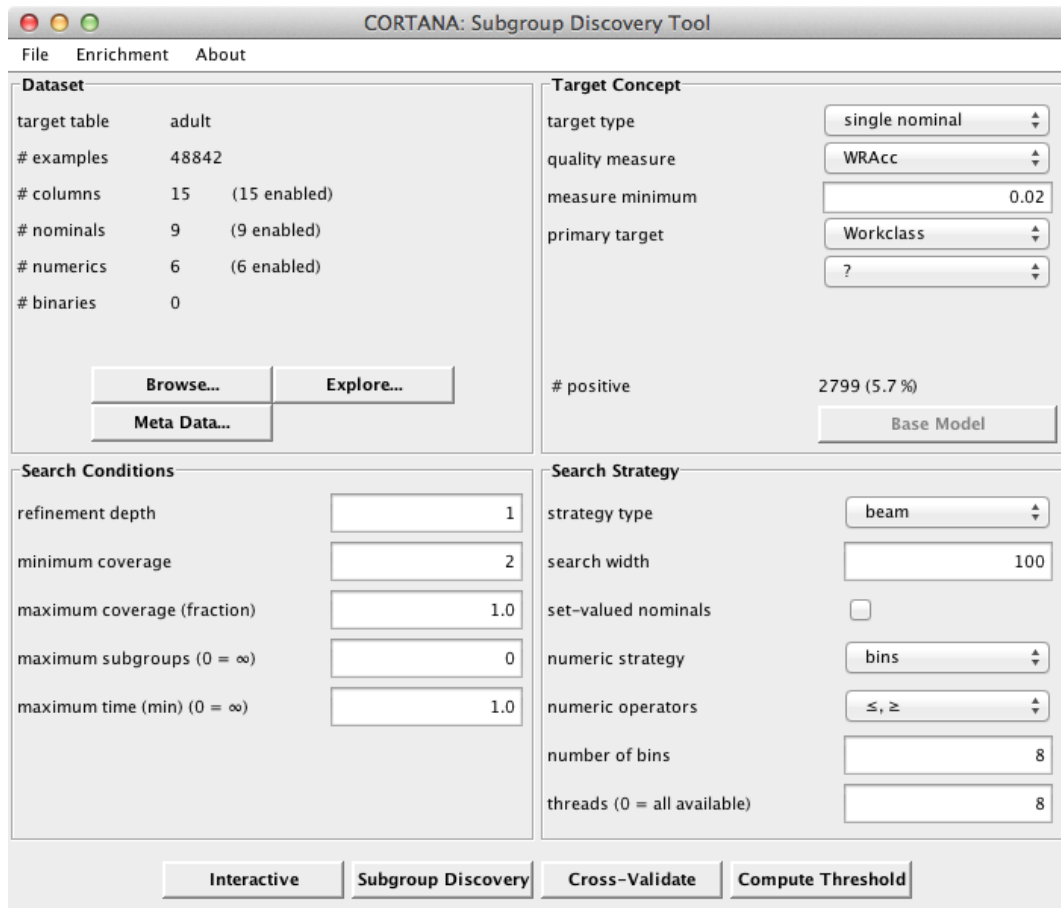 CORTANA: Subgroup Discovery Tool
File Enrichment About
Dataset
target table adult
# examples 48842
# columns 15 (15 enabled)
# nominals 9 (9 enabled)
# numerics 6 (6 enabled)
# binaries 0
Browse... Explore...
Meta Data...
Target Concept
target type single nominal
quality measure WRAcc
measure minimum 0.02
primary target Workclass
?
# positive 2799 (5.7 %)
Base Model
Search Conditions
refinement depth 1
minimum coverage 2
maximum coverage (fraction) 1.0
maximum subgroups (0 = ∞) 0
maximum time (min) (0 = ∞) 1.0
Search Strategy
strategy type beam
search width 100
set-valued nominals
numeric strategy bins
numeric operators ≤, ≥
number of bins 8
threads (0 = all available) 8
Interactive Subgroup Discovery Cross-Validate Compute Threshold